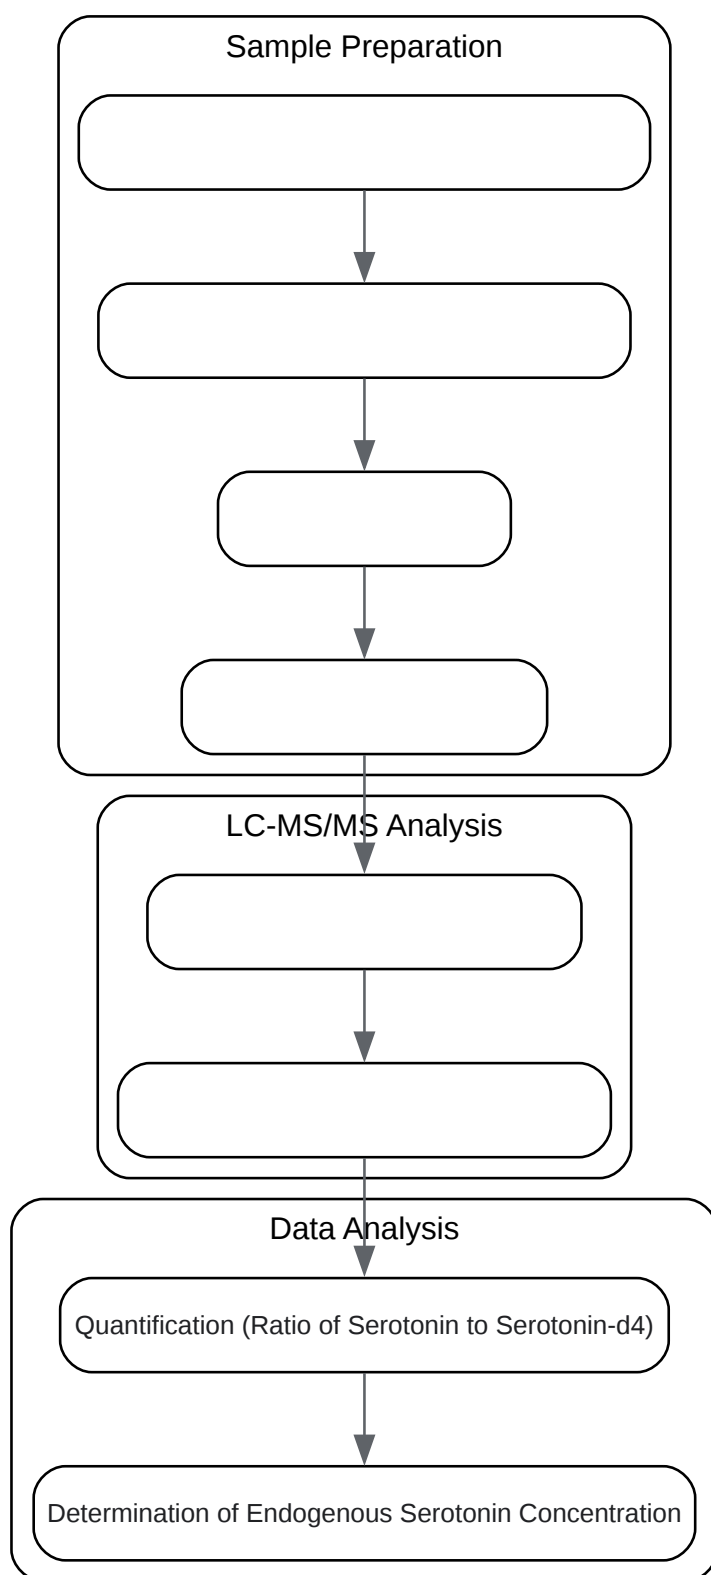 Sample Preparation
LC-MS/MS Analysis
Data Analysis
Quantification (Ratio of Serotonin to Serotonin-d4)
Determination of Endogenous Serotonin Concentration